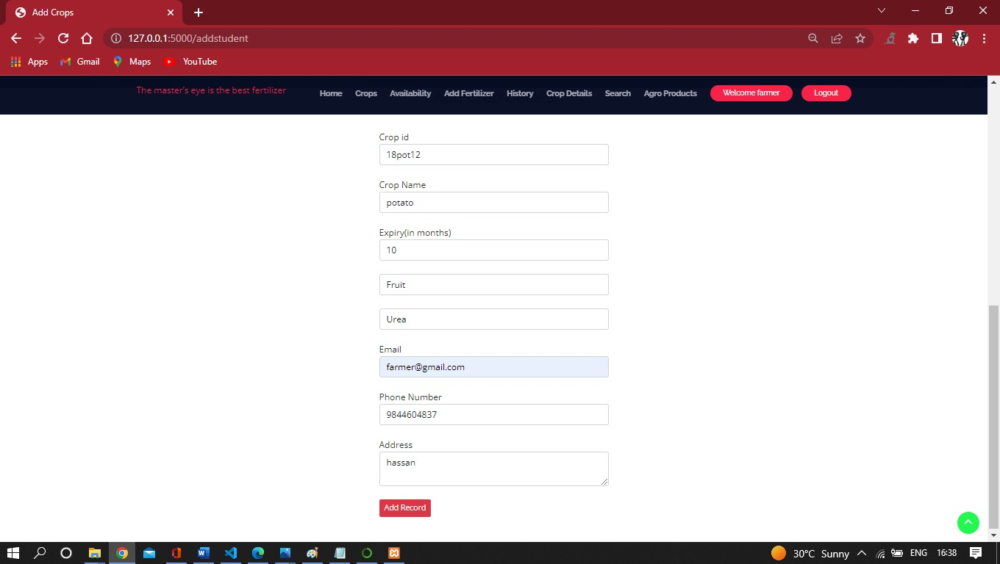 Add Crops
127.0.0.1:5000/addstudent
Apps Gmail Maps YouTube
The master's eye is the best fertilizer
Home Crops Availability Add Fertilizer History Crop Details Search Agro Products Welcome farmer Logout
Crop id
18pot12
Crop Name
potato
Expiry(in months)
10
Fruit
Urea
Email
farmer@gmail.com
Phone Number
9844604837
Address
hassan
Add Record
30°C Sunny ENG 16:38